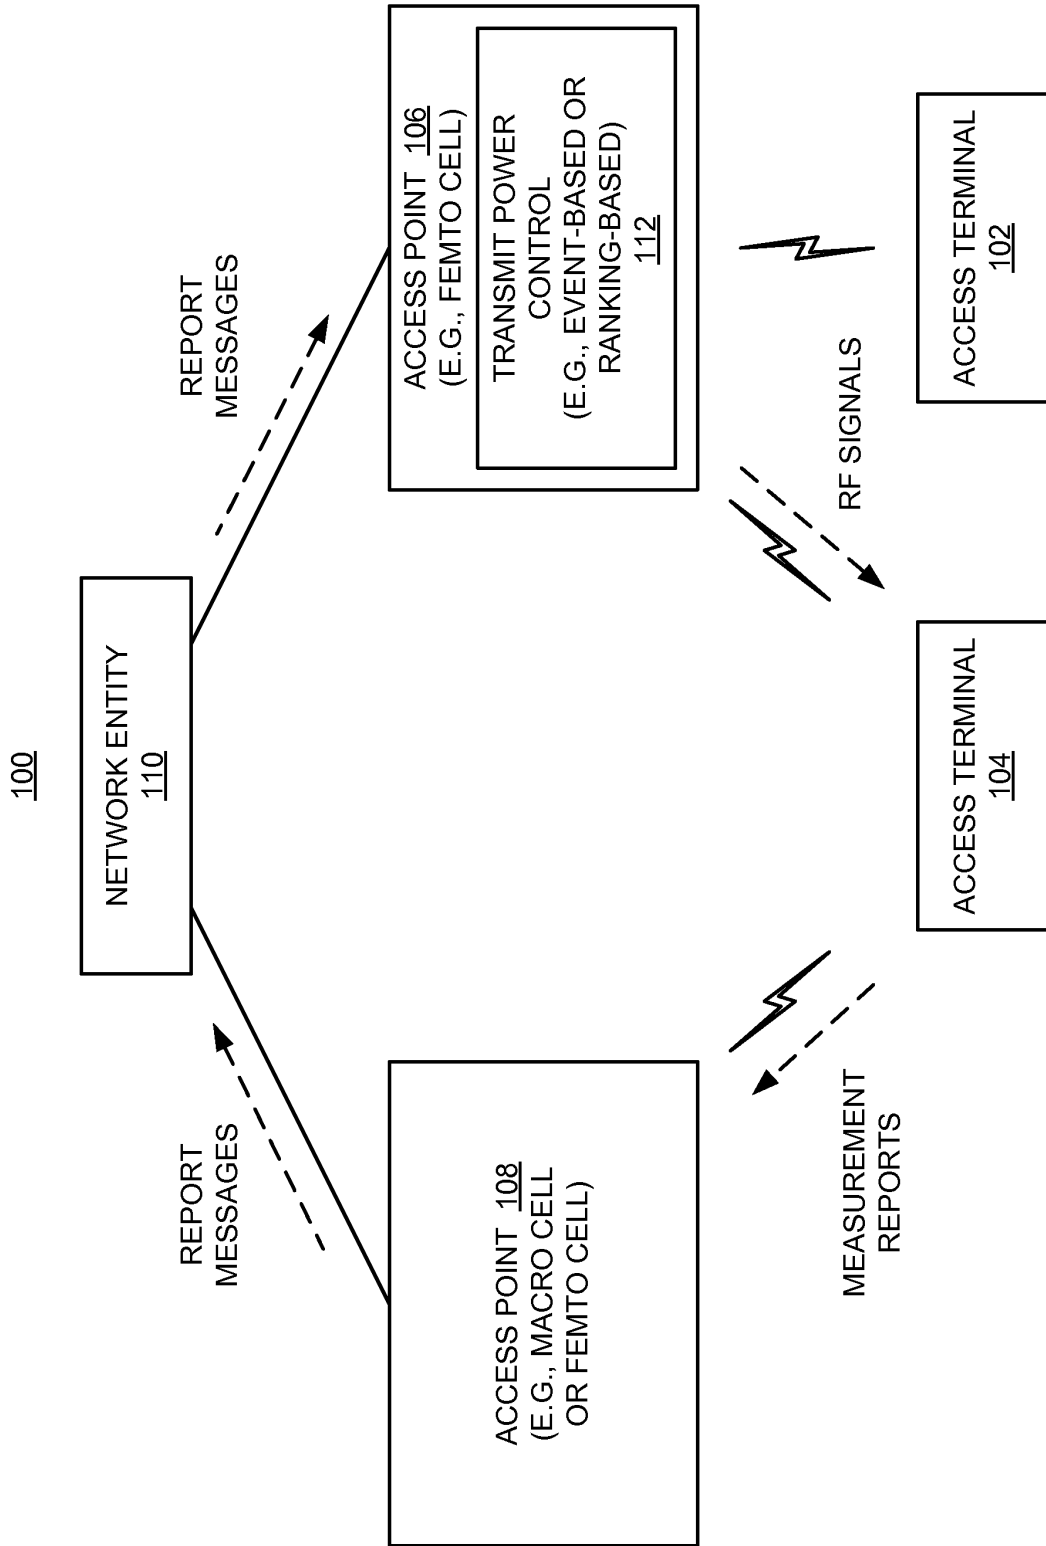 100
NETWORK ENTITY
110
REPORT
MESSAGES
REPORT
MESSAGES
ACCESS POINT 108
(E.G., MACRO CELL
OR FEMTO CELL)
ACCESS POINT 106
(E.G., FEMTO CELL)
TRANSMIT POWER
CONTROL
(E.G., EVENT-BASED OR
RANKING-BASED)
112
MEASUREMENT
REPORTS
RF SIGNALS
ACCESS TERMINAL
104
ACCESS TERMINAL
102